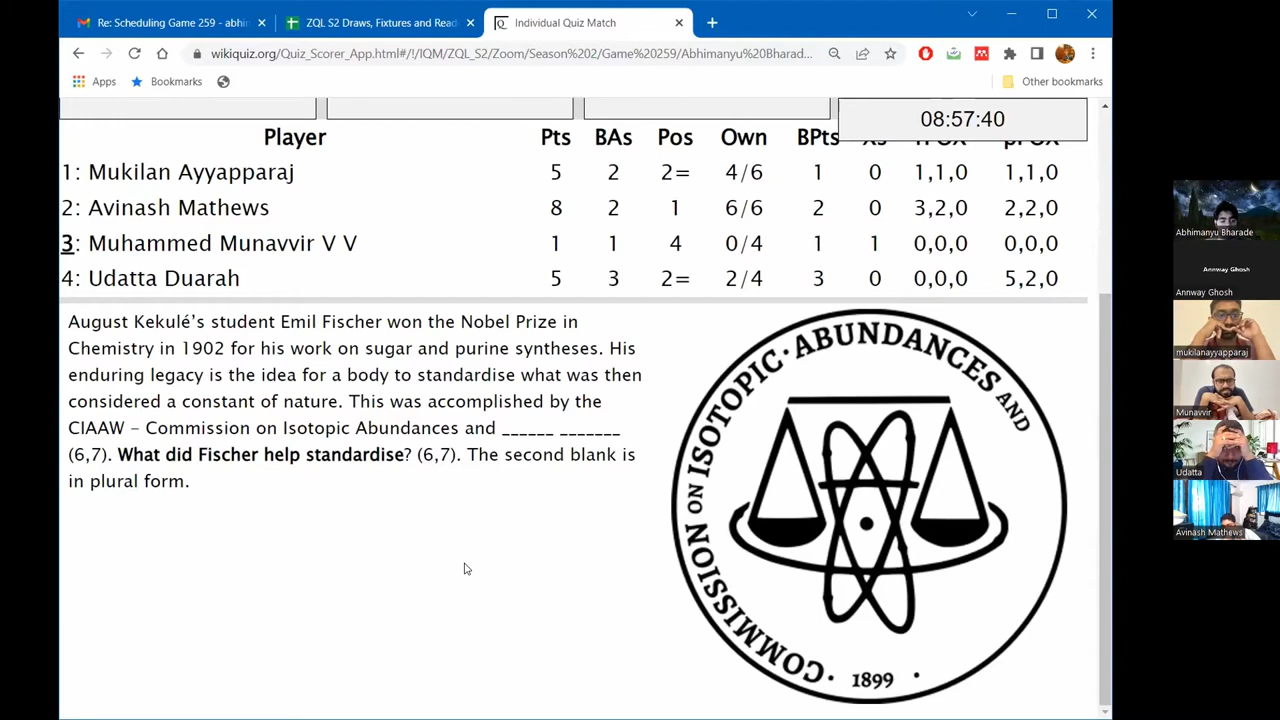 Re: Scheduling Game 259 - abhin
ZQL S2 Draws, Fixtures and Read
Individual Quiz Match
wikiquiz.org/Quiz_Scorer_App.html#/!/IQM/ZQL_S2/Zoom/Season%202/Game%20259/Abhimanyu%20Bharad...
Apps Bookmarks Other bookmarks
08:57:40
Player Pts BAs Pos Own BPts
1: Mukilan Ayyapparaj 5 2 2= 4/6 1 0 1,1,0 1,1,0
2: Avinash Mathews 8 2 1 6/6 2 0 3,2,0 2,2,0
3: Muhammed Munavvir V V 1 1 4 0/4 1 1 0,0,0 0,0,0
4: Udatta Duarah 5 3 2= 2/4 3 0 0,0,0 5,2,0
August Kekulé's student Emil Fischer won the Nobel Prize in
Chemistry in 1902 for his work on sugar and purine syntheses. His
enduring legacy is the idea for a body to standardise what was then
considered a constant of nature. This was accomplished by the
CIAAW – Commission on Isotopic Abundances and ______ _______
(6,7). What did Fischer help standardise? (6,7). The second blank is
in plural form.
COMMISSION ON ISOTOPIC · ABUNDANCES AND
· 1899 ·
Abhimanyu Bharade
Annway Ghosh
Annway Ghosh
mukilanayyapparaj
Munavvir
Udatta
Avinash Mathews